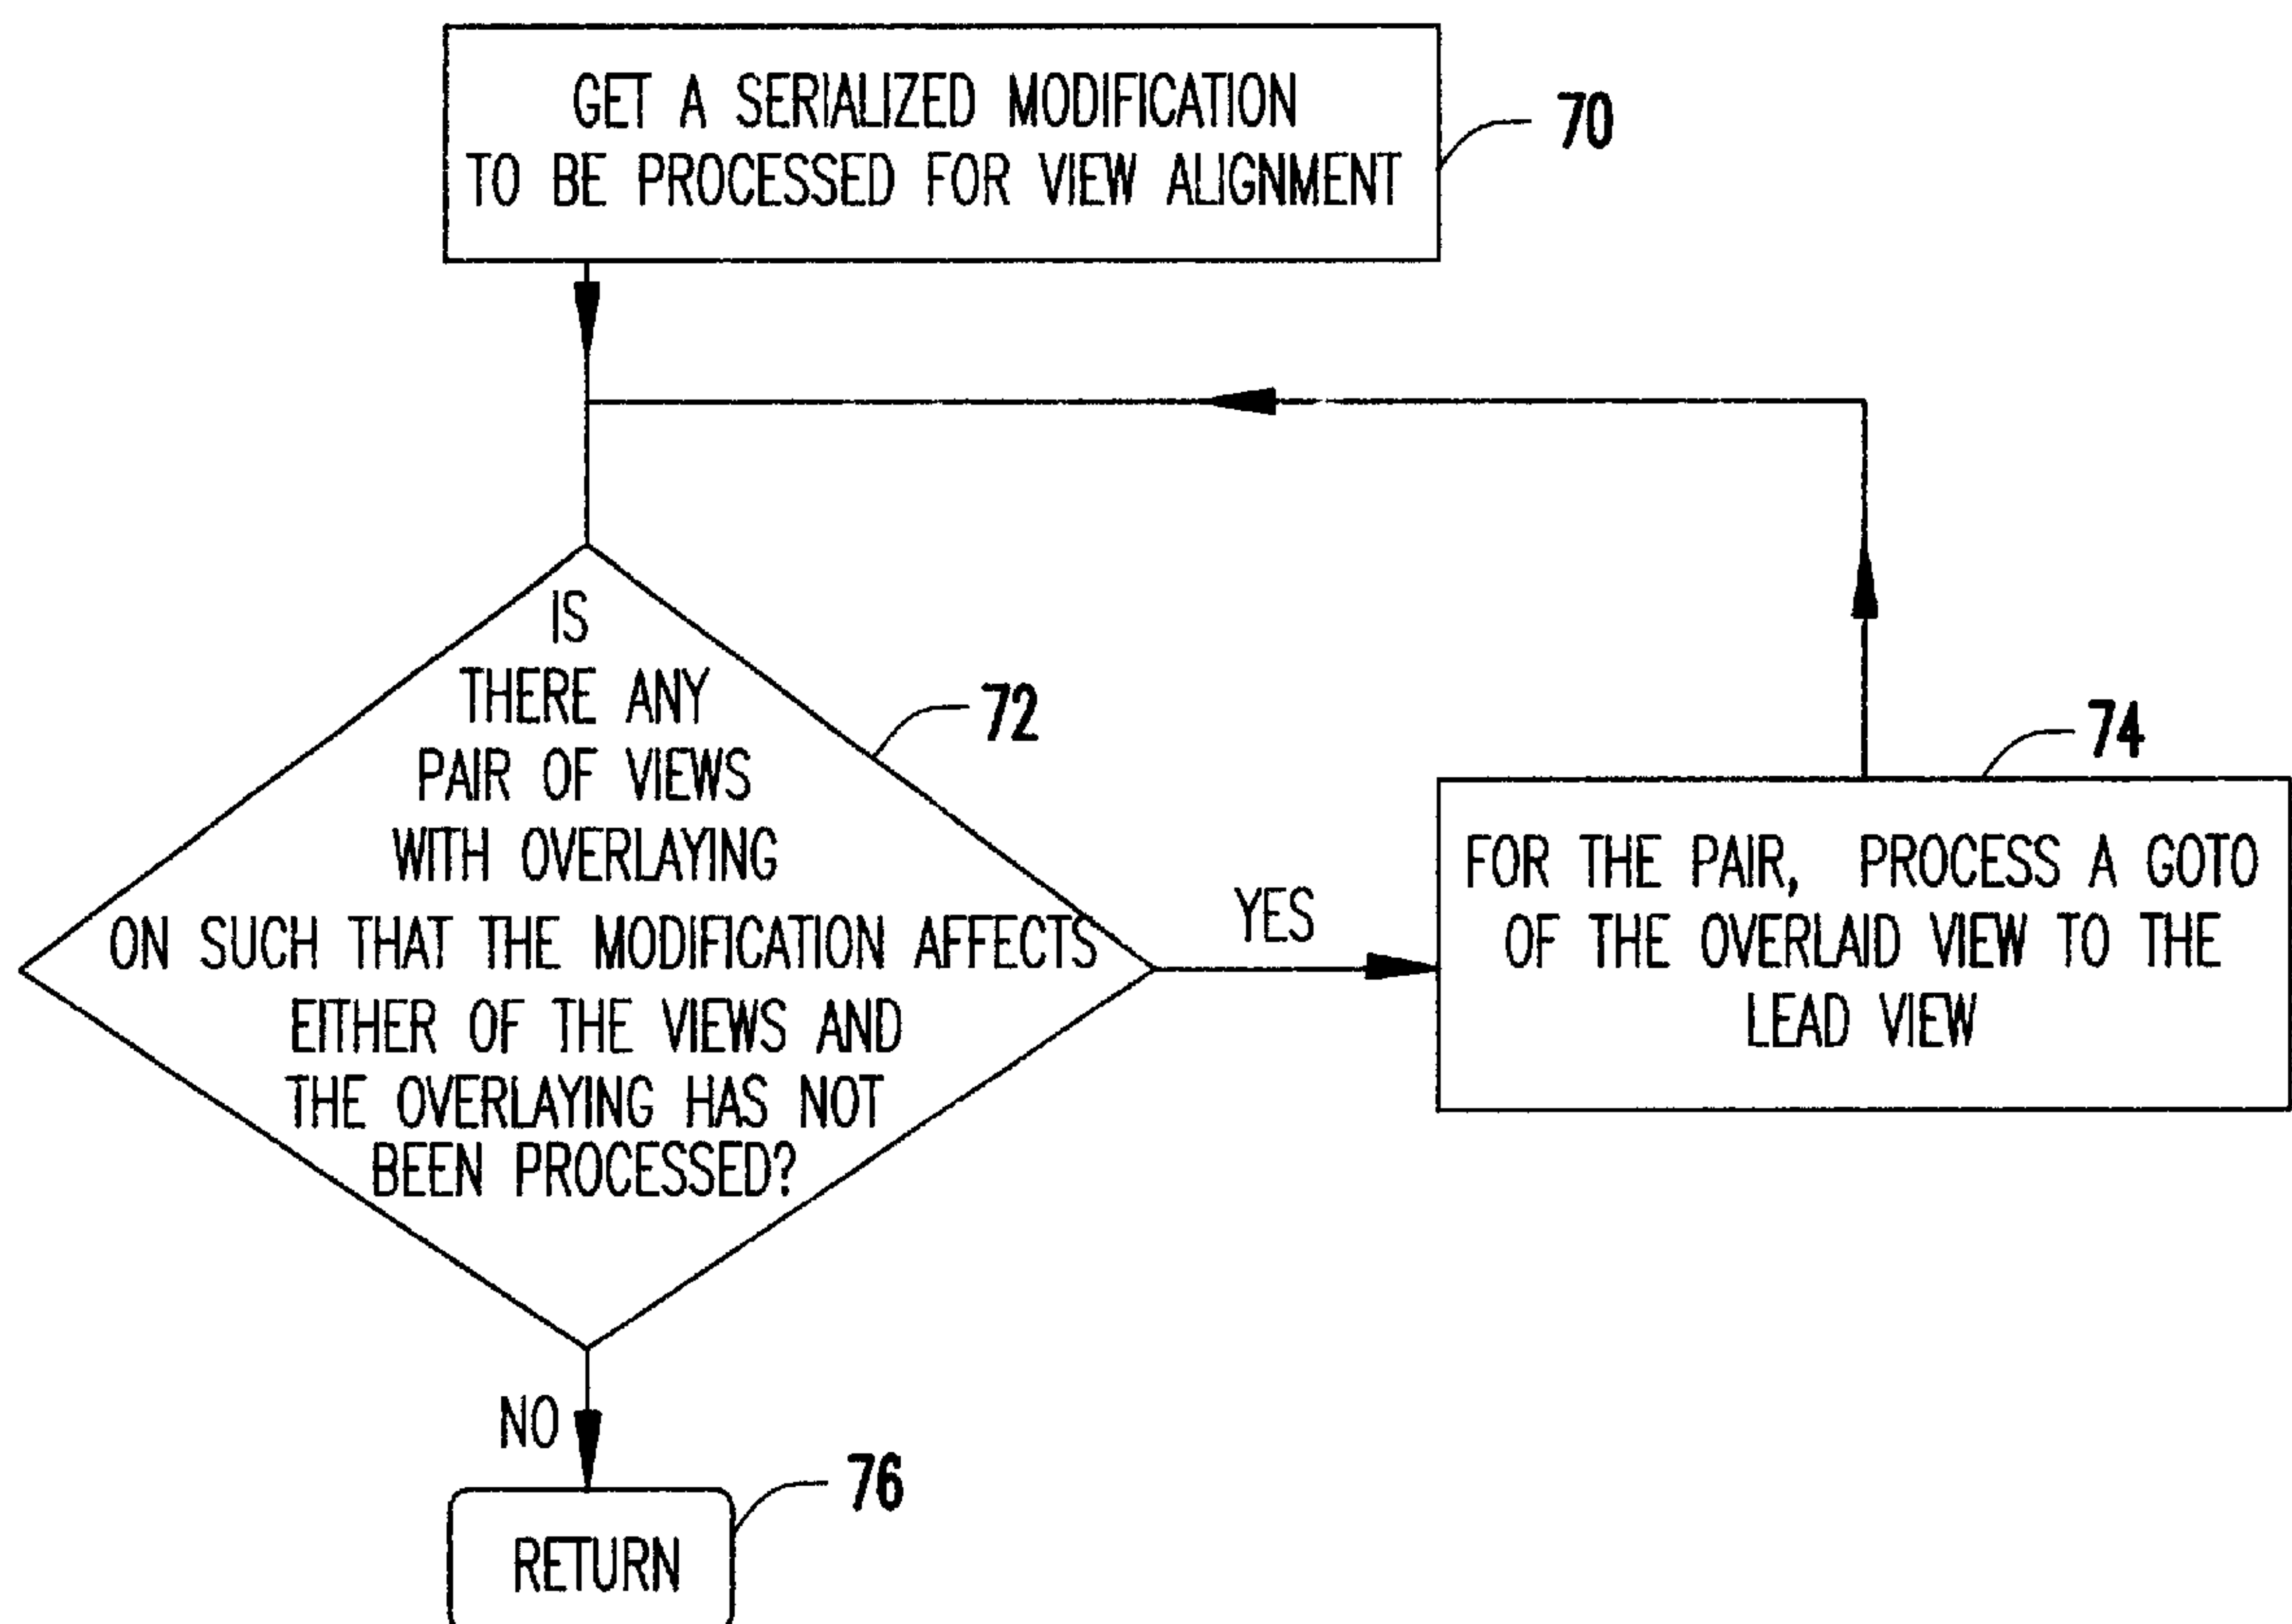 GET A SERIALIZED MODIFICATION
TO BE PROCESSED FOR VIEW ALIGNMENT
70
IS
THERE ANY
PAIR OF VIEWS
WITH OVERLAYING
ON SUCH THAT THE MODIFICATION AFFECTS
EITHER OF THE VIEWS AND
THE OVERLAYING HAS NOT
BEEN PROCESSED?
72
YES
74
FOR THE PAIR, PROCESS A GOTO
OF THE OVERLAID VIEW TO THE
LEAD VIEW
NO
76
RETURN